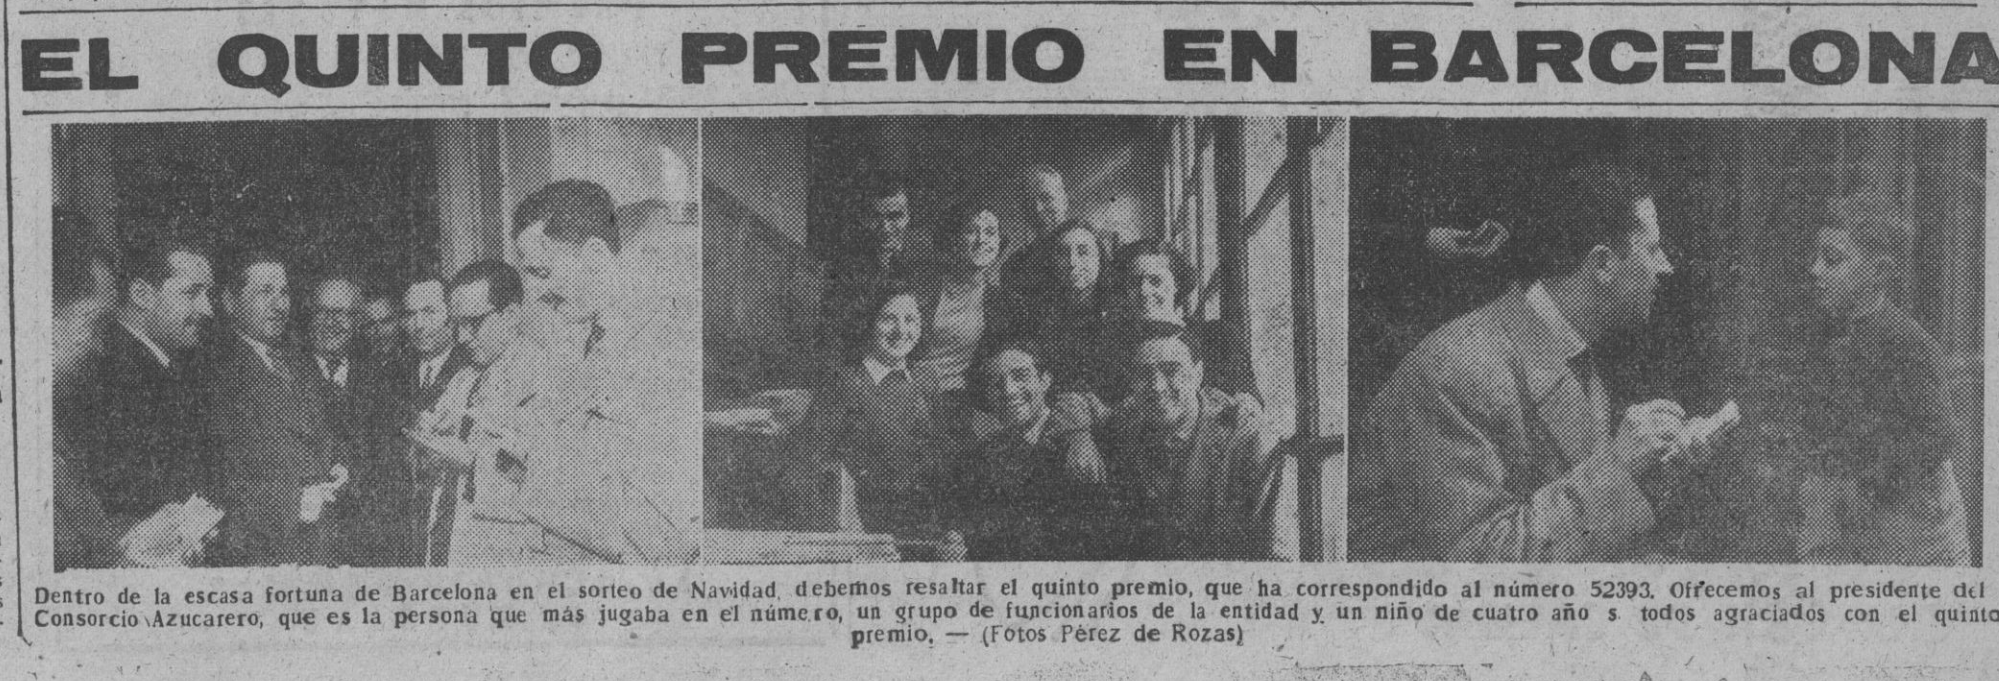 EL QUINTO PREMIO EN BARCELONA
Dentro de la escasa fortuna de Barcelona en el sorteo de Navidad, debemos resaltar el quinto premio, que ha correspondido al número 52393. Ofrecemos al presidente del
Consorcio Azucarero, que es la persona que más jugaba en el número, un grupo de funcionarios de la entidad y un niño de cuatro año s. todos agraciados con el quinto
premio. — (Fotos Pérez de Rozas)